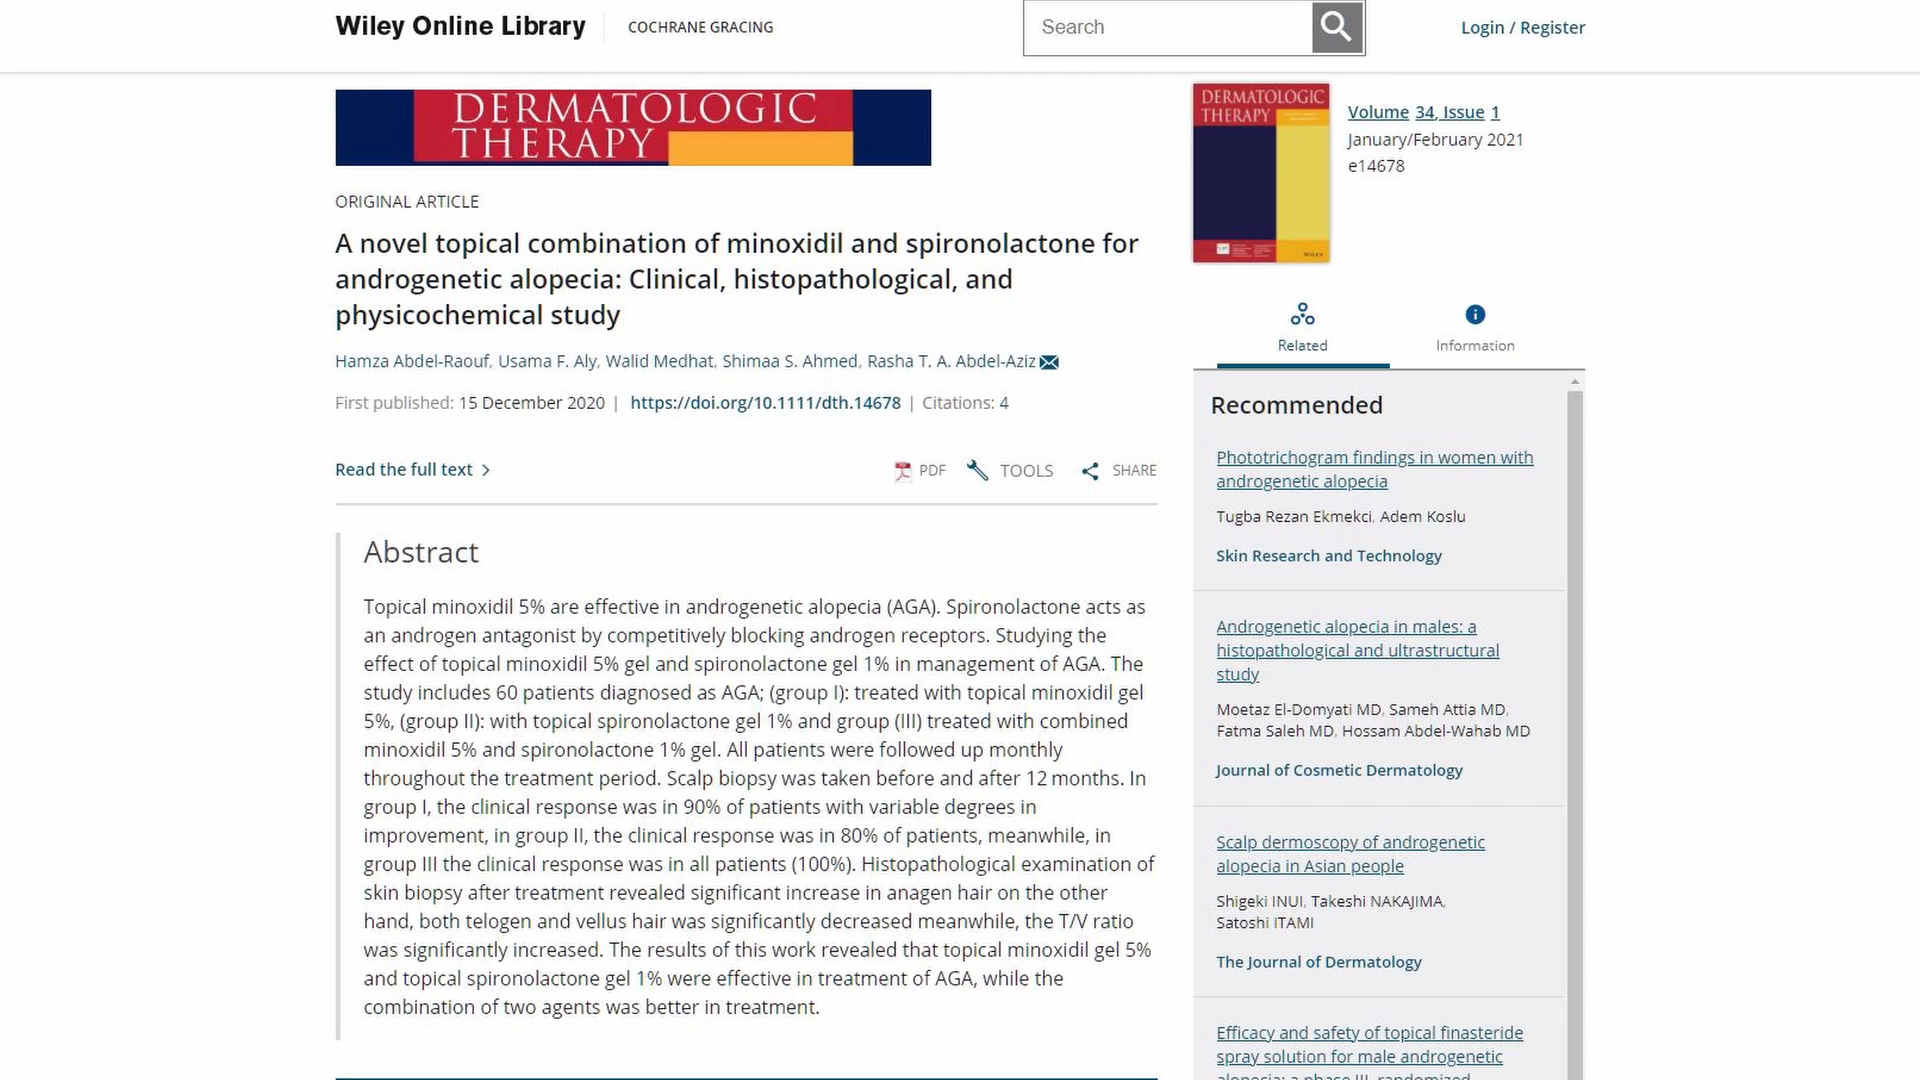 Wiley Online Library
COCHRANE GRACING
Search
Login / Register
DERMATOLOGIC
THERAPY
ORIGINAL ARTICLE
A novel topical combination of minoxidil and spironolactone for
androgenetic alopecia: Clinical, histopathological, and
physicochemical study
Hamza Abdel-Raouf, Usama F. Aly, Walid Medhat, Shimaa S. Ahmed, Rasha T. A. Abdel-Aziz
First published: 15 December 2020 | https://doi.org/10.1111/dth.14678 | Citations: 4
Read the full text
PDF
TOOLS
SHARE
Abstract
Topical minoxidil 5% are effective in androgenetic alopecia (AGA). Spironolactone acts as
an androgen antagonist by competitively blocking androgen receptors. Studying the
effect of topical minoxidil 5% gel and spironolactone gel 1% in management of AGA. The
study includes 60 patients diagnosed as AGA; (group I): treated with topical minoxidil gel
5%, (group II): with topical spironolactone gel 1% and group (III) treated with combined
minoxidil 5% and spironolactone 1% gel. All patients were followed up monthly
throughout the treatment period. Scalp biopsy was taken before and after 12 months. In
group I, the clinical response was in 90% of patients with variable degrees in
improvement, in group II, the clinical response was in 80% of patients, meanwhile, in
group III the clinical response was in all patients (100%). Histopathological examination of
skin biopsy after treatment revealed significant increase in anagen hair on the other
hand, both telogen and vellus hair was significantly decreased meanwhile, the T/V ratio
was significantly increased. The results of this work revealed that topical minoxidil gel 5%
and topical spironolactone gel 1% were effective in treatment of AGA, while the
combination of two agents was better in treatment.
DERMATOLOGIC
THERAPY
WILEY
Volume 34, Issue 1
January/February 2021
e14678
Related
Information
Recommended
Phototrichogram findings in women with
androgenetic alopecia
Tugba Rezan Ekmekci, Adem Koslu
Skin Research and Technology
Androgenetic alopecia in males: a
histopathological and ultrastructural
study
Moetaz El-Domyati MD, Sameh Attia MD,
Fatma Saleh MD, Hossam Abdel-Wahab MD
Journal of Cosmetic Dermatology
Scalp dermoscopy of androgenetic
alopecia in Asian people
Shigeki INUI, Takeshi NAKAJIMA,
Satoshi ITAMI
The Journal of Dermatology
Efficacy and safety of topical finasteride
spray solution for male androgenetic
alopecia: a phase III, randomized